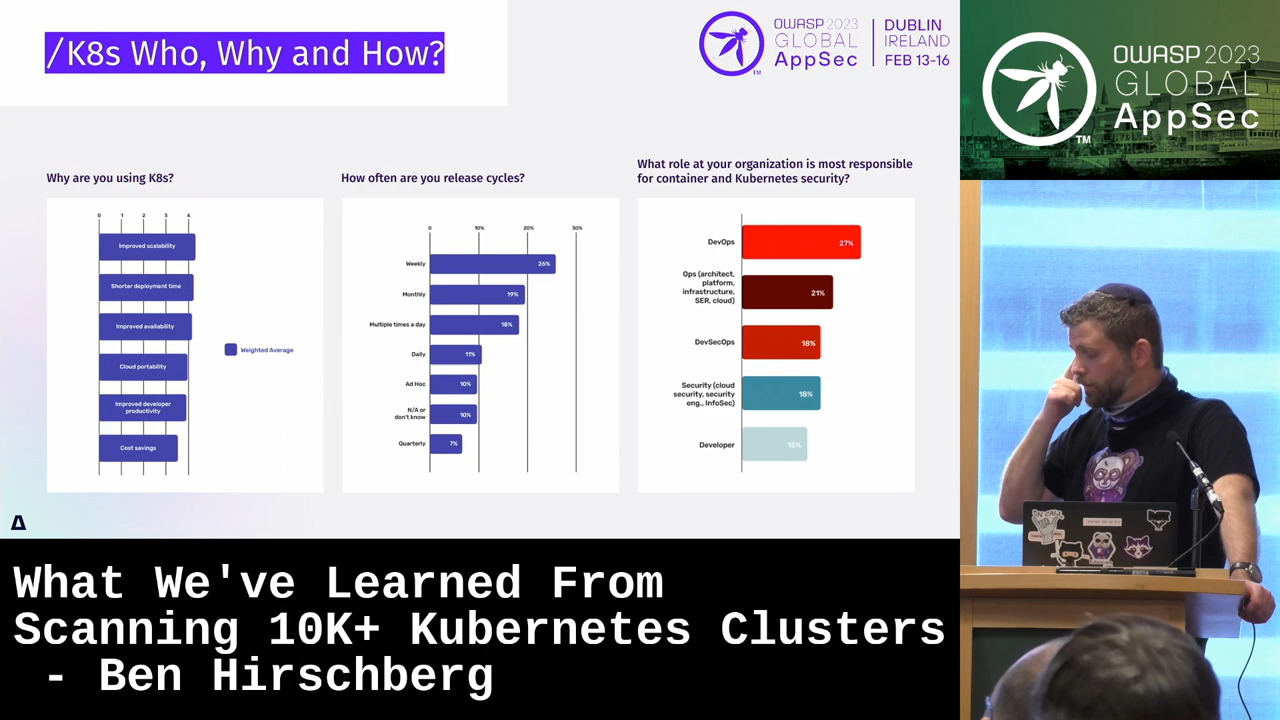 /K8s Who, Why and How?
OWASP 2023
GLOBAL
AppSec
TM
DUBLIN
IRELAND
FEB 13-16
OWASP 2023
GLOBAL
AppSec
TM
Why are you using K8s?
0 1 2 3 4
Improved scalability
Shorter deployment time
Improved availability
Cloud portablity
Improved developer
productivity
Cost savings
Weighted Average
How often are you release cycles?
0 10% 20% 30%
Weekly 26%
Monthly 19%
Multiple times a day 18%
Daily 11%
Ad Hoc 10%
N/A or
don't know 10%
Quarterly 7%
What role at your organization is most responsible
for container and Kubernetes security?
DevOps 27%
Ops (architect,
platform,
infrastructure,
SER, cloud) 21%
DevSecOps 18%
Security (cloud
security, security
eng., InfoSec) 18%
Developer 15%
ON CALL
What We've Learned From
Scanning 10K+ Kubernetes Clusters
- Ben Hirschberg